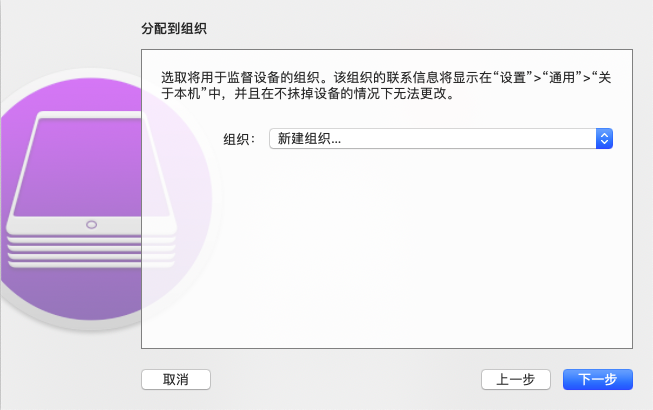 分配到组织
选取将用于监督设备的组织。该组织的联系信息将显示在“设置”>“通用”>“关
于本机”中，并且在不抹掉设备的情况下无法更改。
组织： 新建组织...
取消 上一步 下一步